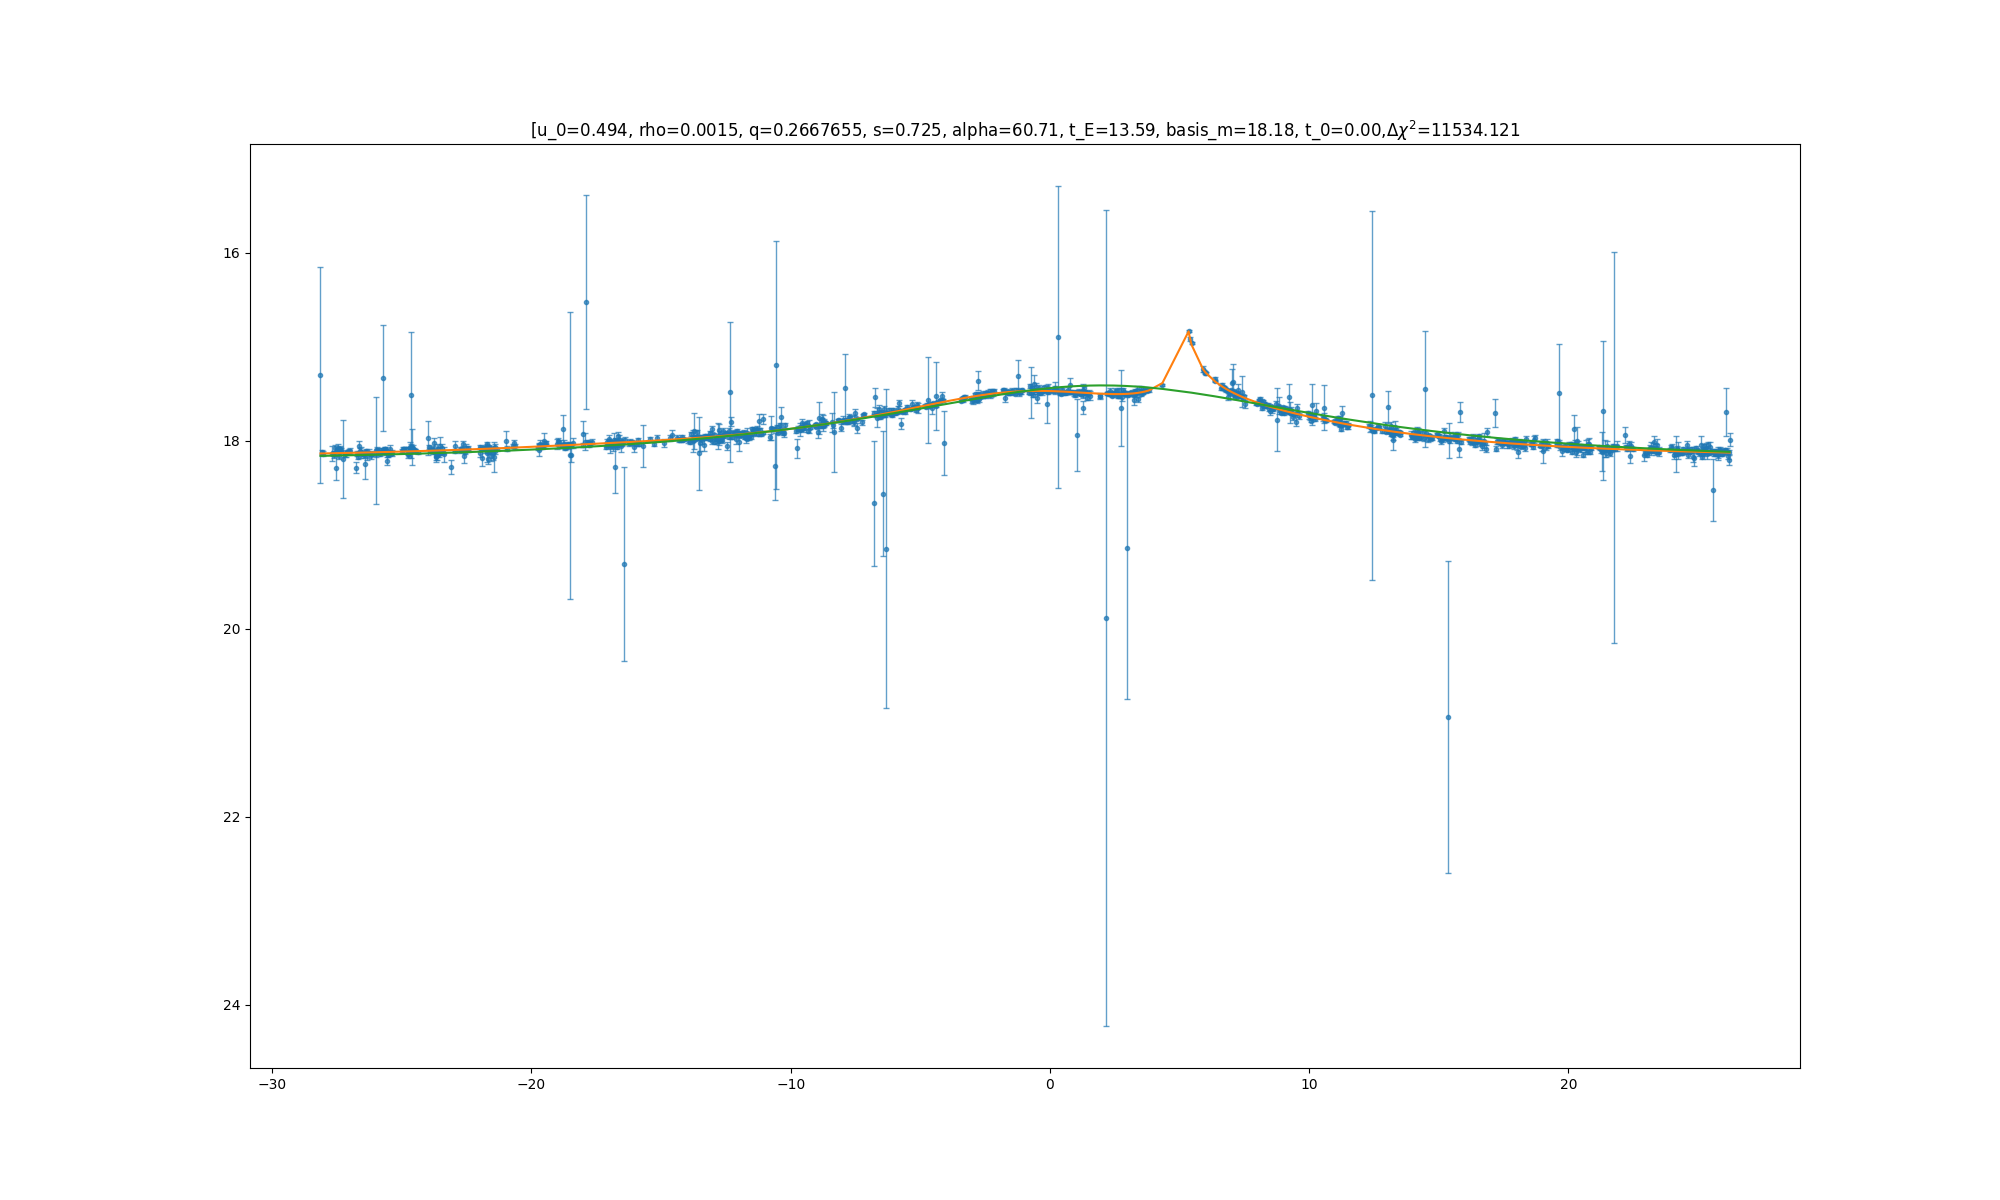 [u_0=0.494, rho=0.0015, q=0.2667655, s=0.725, alpha=60.71, t_E=13.59, basis_m=18.18, t_0=0.00,Δχ²=11534.121
16
18
20
22
24
−30 −20 −10 0 10 20